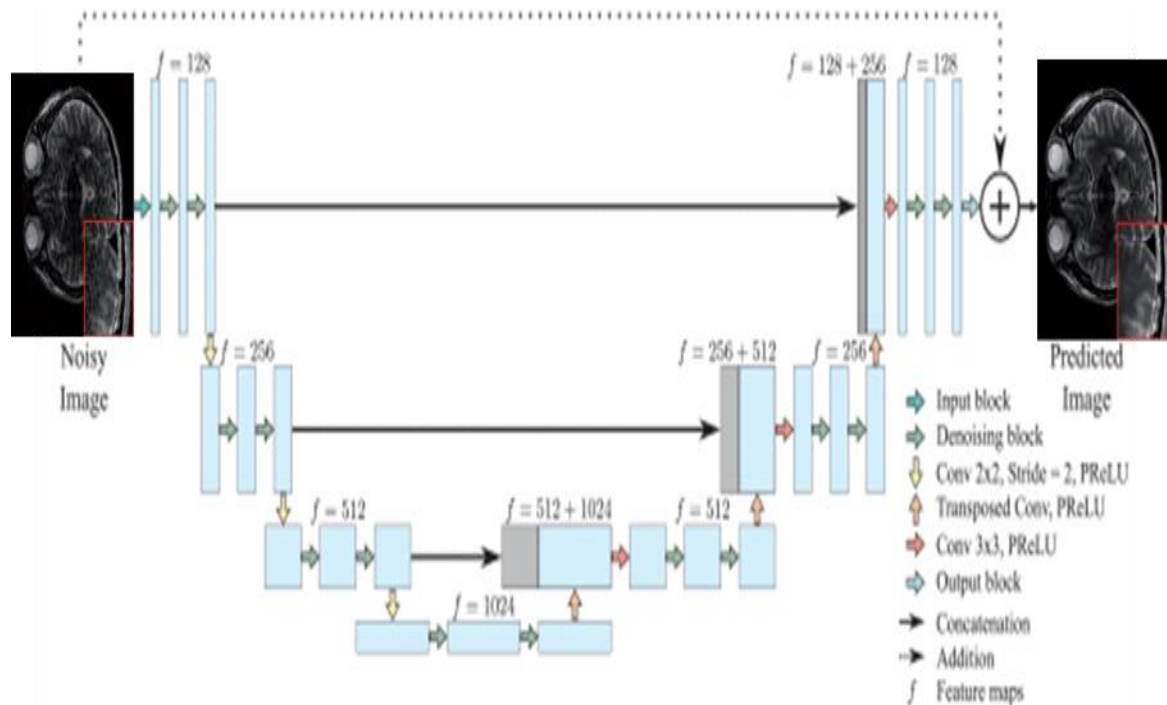 f = 128
f = 128 + 256
f = 128
Noisy
Image
f = 256
f = 256 + 512
f = 256
Predicted
Image
f = 512
f = 512 + 1024
f = 512
f = 1024
Input block
Denoising block
Conv 2x2, Stride = 2, PReLU
Transposed Conv, PReLU
Conv 3x3, PReLU
Output block
Concatenation
Addition
f Feature maps